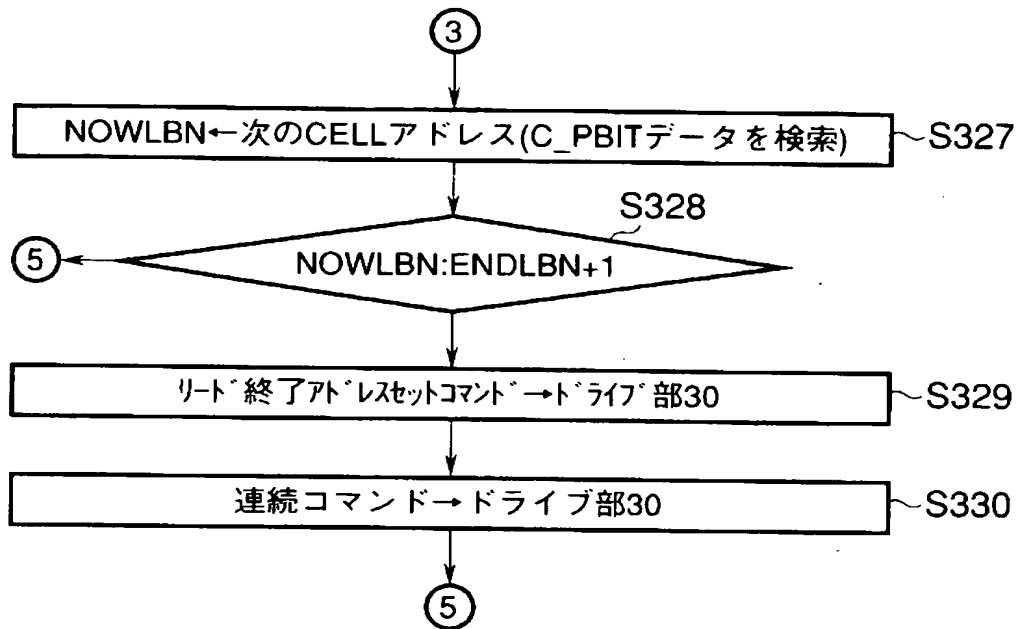 ③
NOWLBN←次のCELLアドレス(C_PBITデータを検索)
S327
S328
⑤
NOWLBN:ENDLBN+1
ﾘｰﾄﾞ終了ｱﾄﾞﾚｽｾｯﾄｺﾏﾝﾄﾞ→ﾄﾞﾗｲﾌﾞ部30
S329
連続コマンド→ドライブ部30
S330
⑤